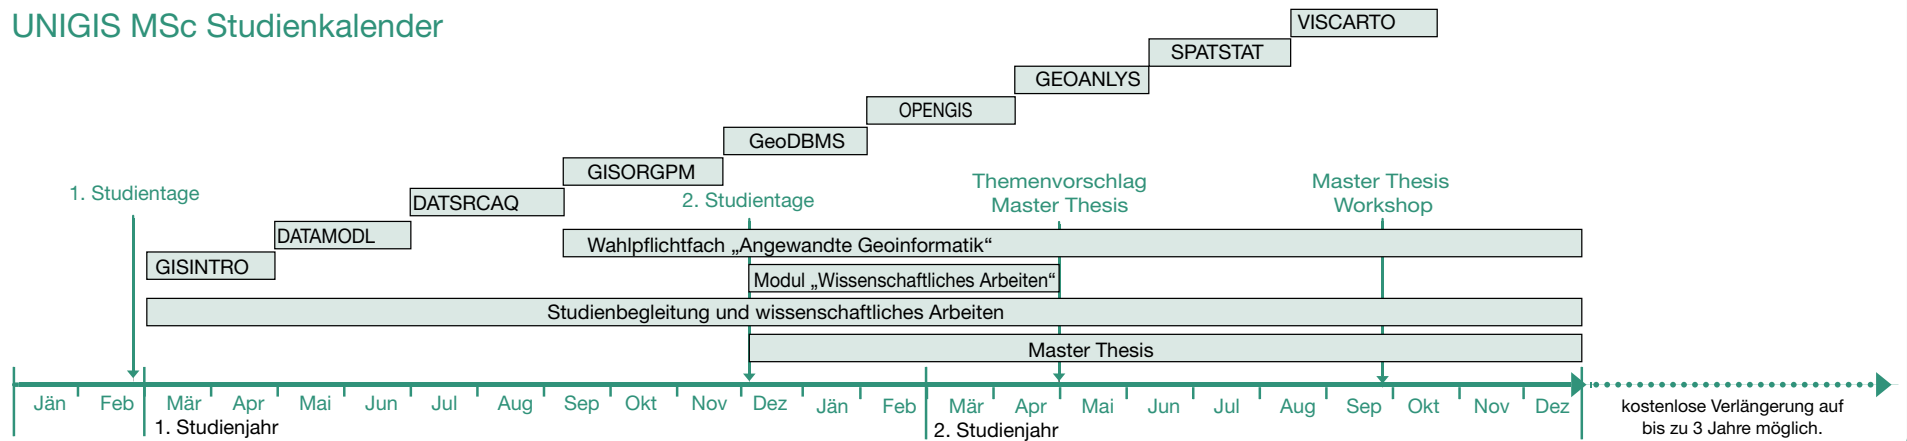 UNIGIS MSc Studienkalender
VISCARTO
SPATSTAT
GEOANLYS
OPENGIS
GeoDBMS
GISORGPM
1. Studientage
DATSRCAQ
2. Studientage
Themenvorschlag
Master Thesis
Master Thesis
Workshop
DATAMODL
Wahlpflichtfach „Angewandte Geoinformatik“
GISINTRO
Modul „Wissenschaftliches Arbeiten“
Studienbegleitung und wissenschaftliches Arbeiten
Master Thesis
Jän Feb Mär Apr Mai Jun Jul Aug Sep Okt Nov Dez Jän Feb Mär Apr Mai Jun Jul Aug Sep Okt Nov Dez
1. Studienjahr
2. Studienjahr
kostenlose Verlängerung auf
bis zu 3 Jahre möglich.